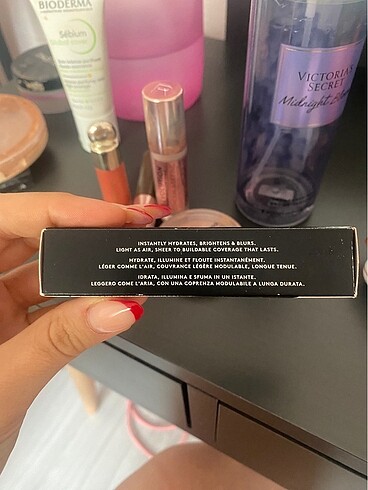 BIODERMA
Sébium
VICTORIA'S
SECRET
Midnight
INSTANTLY HYDRATES, BRIGHTENS & BLURS.
LIGHT AS AIR, SHEER TO BUILDABLE COVERAGE THAT LASTS.
HYDRATE, ILLUMINE ET FLOUTE INSTANTANÉMENT.
LÉGER COMME L'AIR, COUVRANCE LÉGÈRE MODULABLE, LONGUE TENUE.
IDRATA, ILLUMINA E SFUMA IN UN ISTANTE.
LEGGERO COME L'ARIA, CON UNA COPRENZA MODULABILE A LUNGA DURATA.